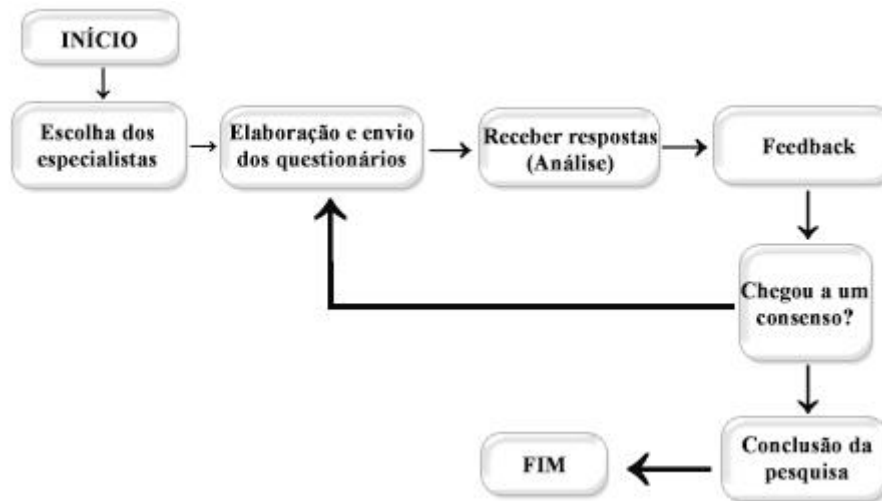 INÍCIO
Escolha dos
especialistas
Elaboração e envio
dos questionários
Receber respostas
(Análise)
Feedback
Chegou a um
consenso?
Conclusão da
pesquisa
FIM